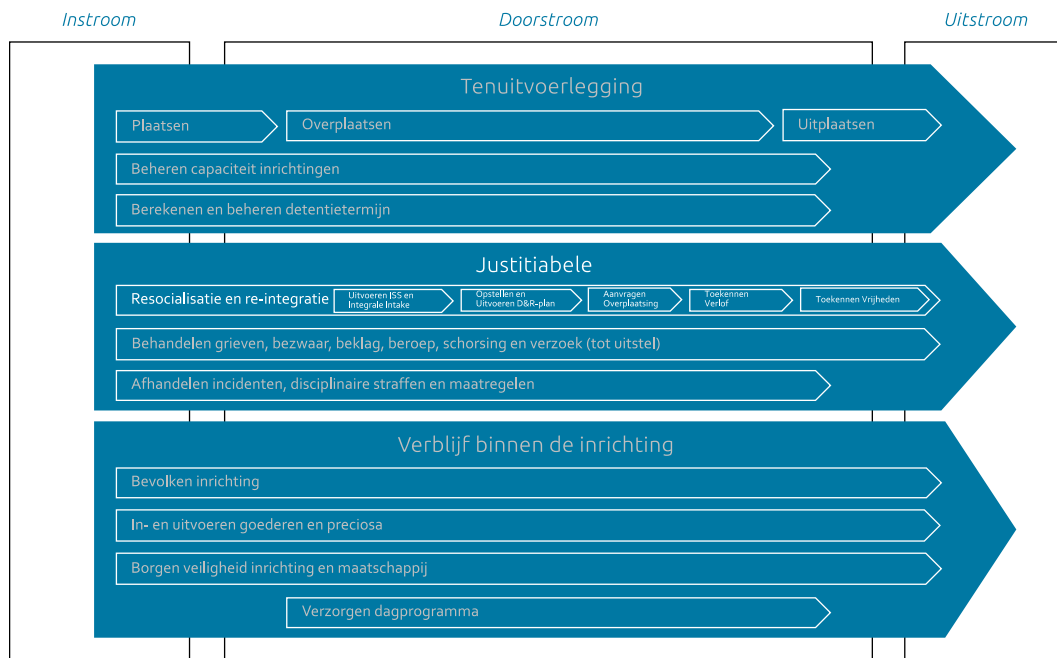 Instroom
Doorstroom
Uitstroom
Tenuitvoerlegging
Plaatsen
Overplaatsen
Uitplaatsen
Beheren capaciteit inrichtingen
Berekenen en beheren detentietermijn
Justitiabele
Resocialisatie en re-integratie
Uitvoeren ISS en
Integrale Intake
Opstellen en
Uitvoeren D&R-plan
Aanvragen
Overplaatsing
Toekennen
Verlof
Toekennen Vrijheden
Behandelen grieven, bezwaar, beklag, beroep, schorsing en verzoek (tot uitstel)
Afhandelen incidenten, disciplinaire straffen en maatregelen
Verblijf binnen de inrichting
Bevolken inrichting
In- en uitvoeren goederen en preciosa
Borgen veiligheid inrichting en maatschappij
Verzorgen dagprogramma